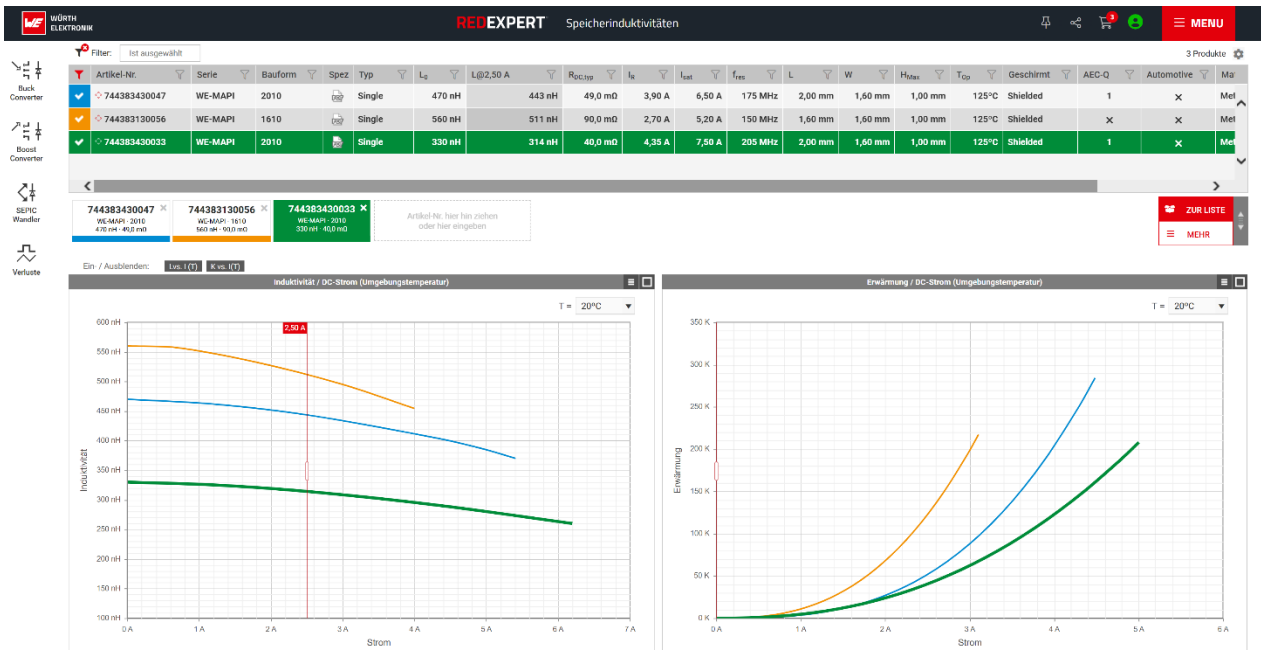 WÜRTH
ELEKTRONIK
WE
REDEXPERT® Speicherinduktivitäten
3
MENU
Filter: Ist ausgewählt
3 Produkte
Artikel-Nr. Serie Bauform Spez Typ L0 L@2,50 A RDC,typ IR Isat fres L W HMax TOp Geschirmt AEC-Q Automotive Ma
744383430047 WE-MAPI 2010 Single 470 nH 443 nH 49,0 mΩ 3,90 A 6,50 A 175 MHz 2,00 mm 1,60 mm 1,00 mm 125°C Shielded 1 × Met
744383130056 WE-MAPI 1610 Single 560 nH 511 nH 90,0 mΩ 2,70 A 5,20 A 150 MHz 1,60 mm 1,60 mm 1,00 mm 125°C Shielded × × Met
744383430033 WE-MAPI 2010 Single 330 nH 314 nH 40,0 mΩ 4,35 A 7,50 A 205 MHz 2,00 mm 1,60 mm 1,00 mm 125°C Shielded 1 × Met
Buck
Converter
Boost
Converter
SEPIC
Wandler
Verluste
744383430047 ×
WE-MAPI · 2010
470 nH · 49,0 mΩ
744383130056 ×
WE-MAPI · 1610
560 nH · 90,0 mΩ
744383430033 ×
WE-MAPI · 2010
330 nH · 40,0 mΩ
Artikel-Nr. hier hin ziehen
oder hier eingeben
ZUR LISTE
MEHR
Ein- / Ausblenden: L vs. I (T) K vs. I(T)
Induktivität / DC-Strom (Umgebungstemperatur)
T = 20°C
2,50 A
600 nH
550 nH
500 nH
450 nH
400 nH
350 nH
300 nH
250 nH
200 nH
150 nH
100 nH
Induktivität
0 A 1 A 2 A 3 A 4 A 5 A 6 A 7 A
Strom
Erwärmung / DC-Strom (Umgebungstemperatur)
T = 20°C
350 K
300 K
250 K
200 K
150 K
100 K
50 K
0 K
Erwärmung
0 A 1 A 2 A 3 A 4 A 5 A 6 A
Strom